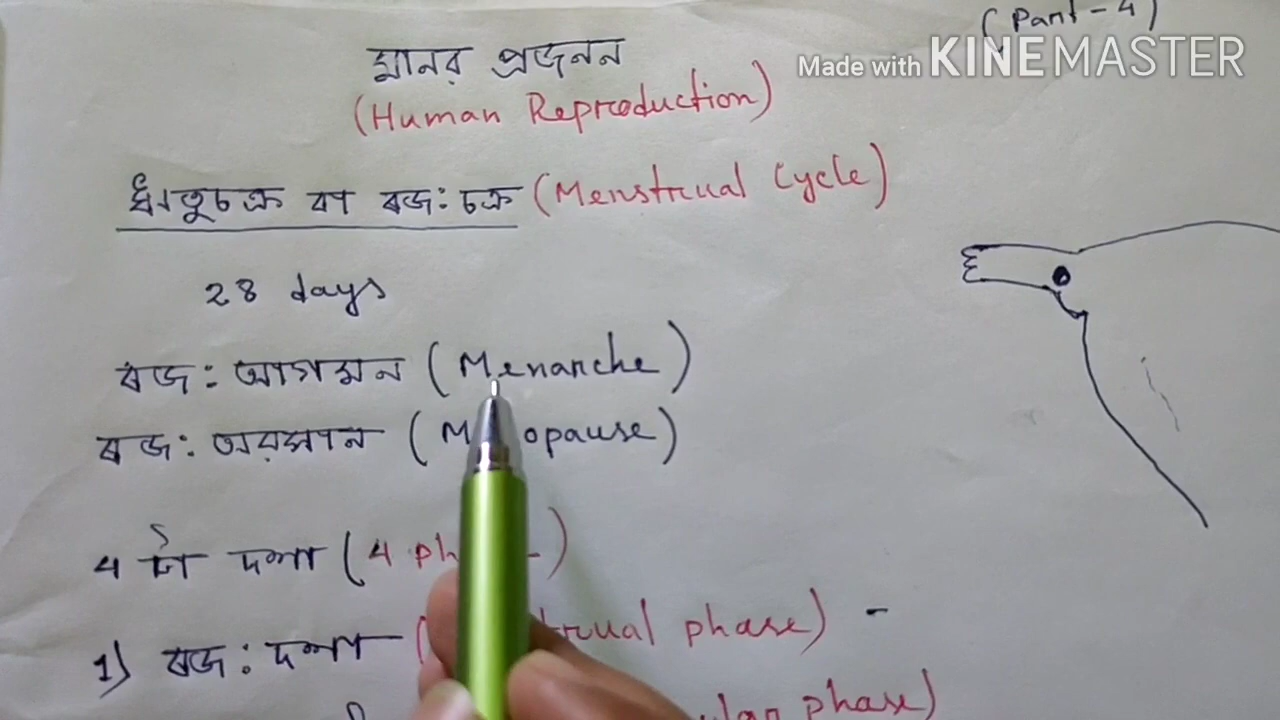 (Part - 4)
Made with KINEMASTER
মানৱ প্ৰজনন
(Human Reproduction)
ঋতুচক্ৰ বা ৰজ:চক্ৰ (Menstrual Cycle)
28 days
ৰজ: আগমন (Menarche)
ৰজ: অৱসান (M opause)
4 টা দশা (4 ph
1) ৰজ: দশা ( trual phase) -
ular phase)